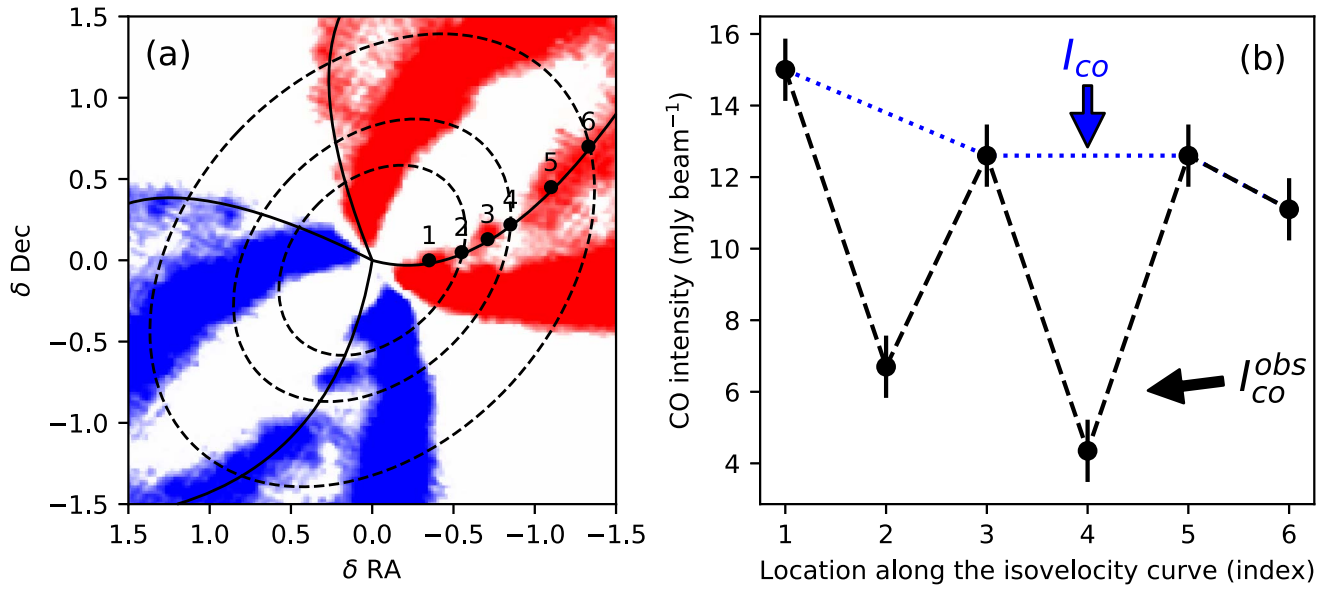 (a)
1.5
1.0
0.5
0.0
−0.5
−1.0
−1.5
δ Dec
1 2 3 4 5 6
1.5 1.0 0.5 0.0 −0.5 −1.0 −1.5
δ RA
(b)
I_co
16
14
12
10
8
6
4
CO intensity (mJy beam⁻¹)
I_co^obs
1 2 3 4 5 6
Location along the isovelocity curve (index)